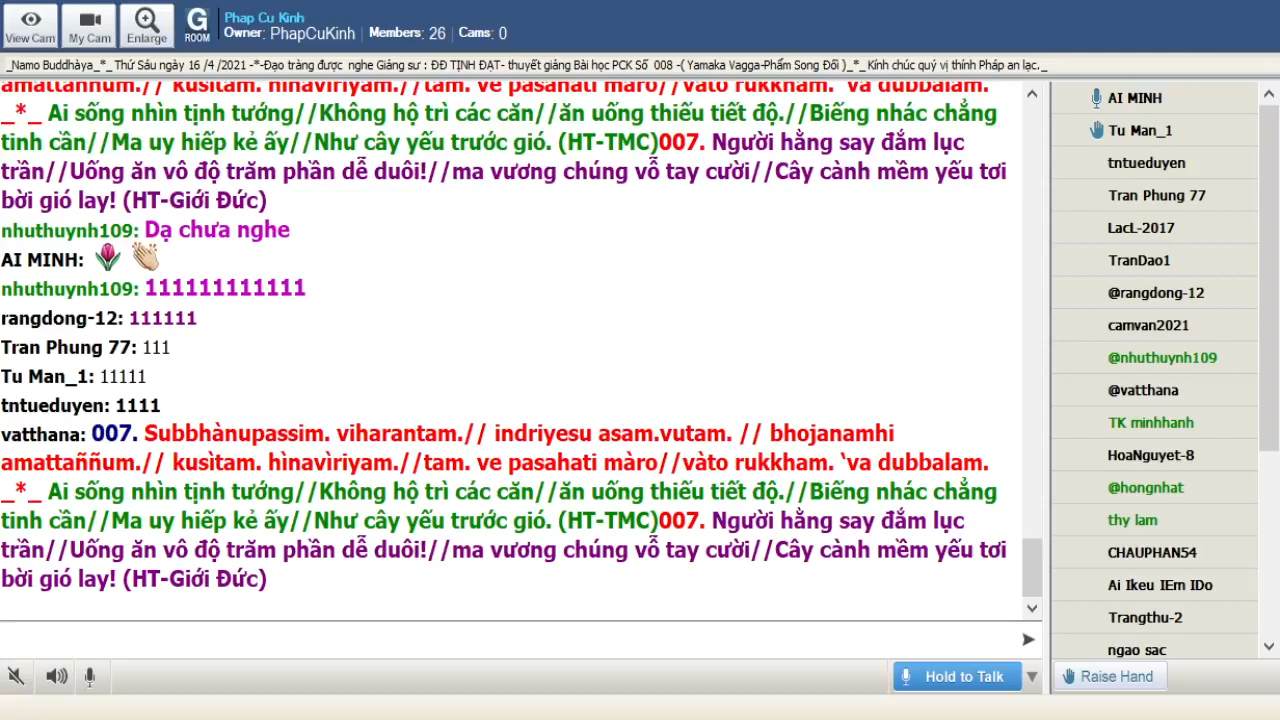 View Cam
My Cam
Enlarge
G
ROOM
Phap Cu Kinh
Owner: PhapCuKinh Members: 26 Cams: 0
_Namo Buddhàya_*_ Thứ Sáu ngày 16 /4 /2021 -*-Đạo tràng được nghe Giảng sư : ĐĐ TỊNH ĐẠT- thuyết giảng Bài học PCK Số 008 -( Yamaka Vagga-Phẩm Song Đối )_*_ Kính chúc quý vị thính Pháp an lạc._
amattaññum.// kusìtam. hìnavìriyam.//tam. ve pasahati màro//vàto rukkham. ‛va dubbalam.
_*_ Ai sống nhìn tịnh tướng//Không hộ trì các căn//ăn uống thiếu tiết độ.//Biếng nhác chẳng
tinh cần//Ma uy hiếp kẻ ấy//Như cây yếu trước gió. (HT-TMC)007. Người hằng say đắm lục
trần//Uống ăn vô độ trăm phần dễ duôi!//ma vương chúng vỗ tay cười//Cây cành mềm yếu tơi
bời gió lay! (HT-Giới Đức)
nhuthuynh109: Dạ chưa nghe
AI MINH:
nhuthuynh109: 111111111111
rangdong-12: 111111
Tran Phung 77: 111
Tu Man_1: 11111
tntueduyen: 1111
vatthana: 007. Subbhànupassim. viharantam.// indriyesu asam.vutam. // bhojanamhi
amattaññum.// kusìtam. hìnavìriyam.//tam. ve pasahati màro//vàto rukkham. ‛va dubbalam.
_*_ Ai sống nhìn tịnh tướng//Không hộ trì các căn//ăn uống thiếu tiết độ.//Biếng nhác chẳng
tinh cần//Ma uy hiếp kẻ ấy//Như cây yếu trước gió. (HT-TMC)007. Người hằng say đắm lục
trần//Uống ăn vô độ trăm phần dễ duôi!//ma vương chúng vỗ tay cười//Cây cành mềm yếu tơi
bời gió lay! (HT-Giới Đức)
Hold to Talk
AI MINH
Tu Man_1
tntueduyen
Tran Phung 77
LacL-2017
TranDao1
@rangdong-12
camvan2021
@nhuthuynh109
@vatthana
TK minhhanh
HoaNguyet-8
@hongnhat
thy lam
CHAUPHAN54
Ai Ikeu IEm IDo
Trangthu-2
ngao sac
Raise Hand